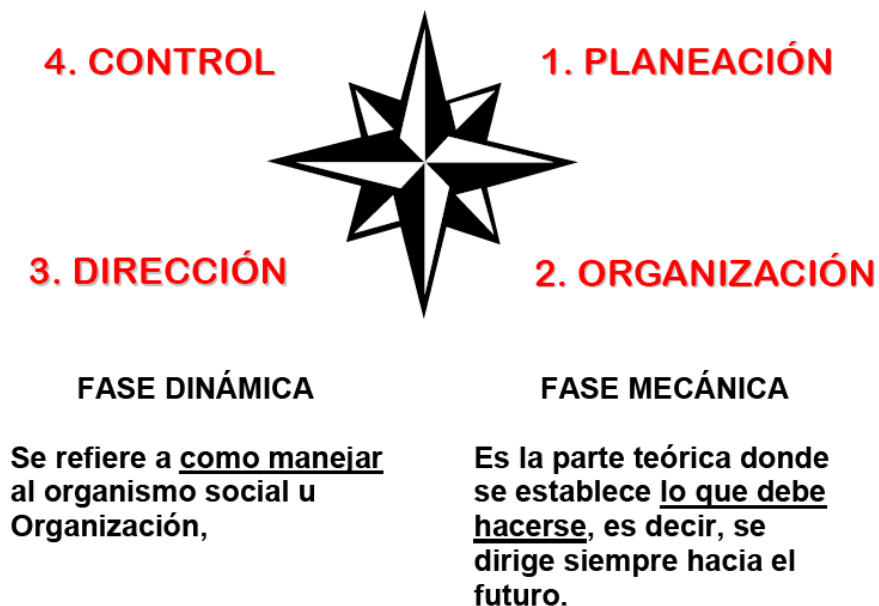 4. CONTROL
1. PLANEACIÓN
3. DIRECCIÓN
2. ORGANIZACIÓN
FASE DINÁMICA
Se refiere a como manejar
al organismo social u
Organización,
FASE MECÁNICA
Es la parte teórica donde
se establece lo que debe
hacerse, es decir, se
dirige siempre hacia el
futuro.